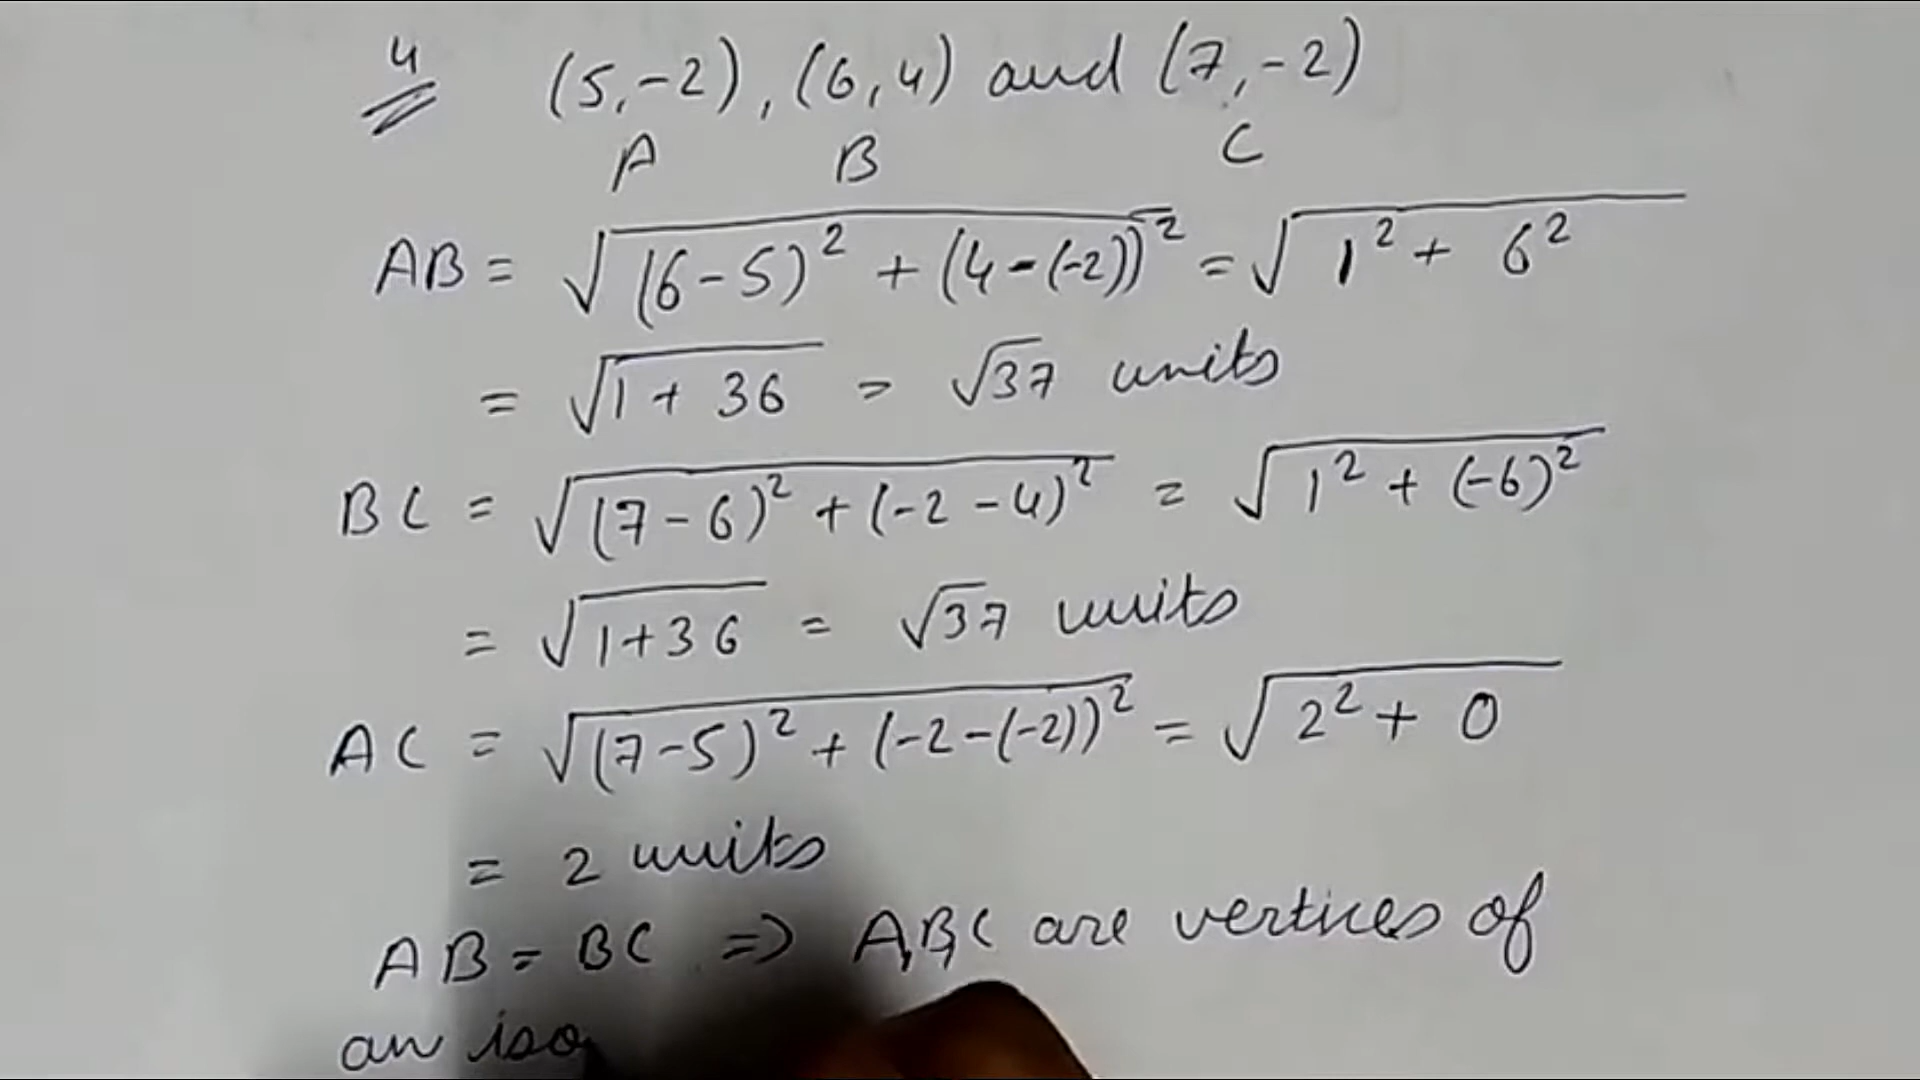 4 (5,-2), (6,4) and (7,-2)
A B C
AB = √((6-5)² + (4-(-2))²) = √(1² + 6²)
= √(1+36) = √37 units
BC = √((7-6)² + (-2-4)²) = √(1² + (-6)²)
= √(1+36) = √37 units
AC = √((7-5)² + (-2-(-2))²) = √(2² + 0)
= 2 units
AB = BC => A,B,C are vertices of
an iso